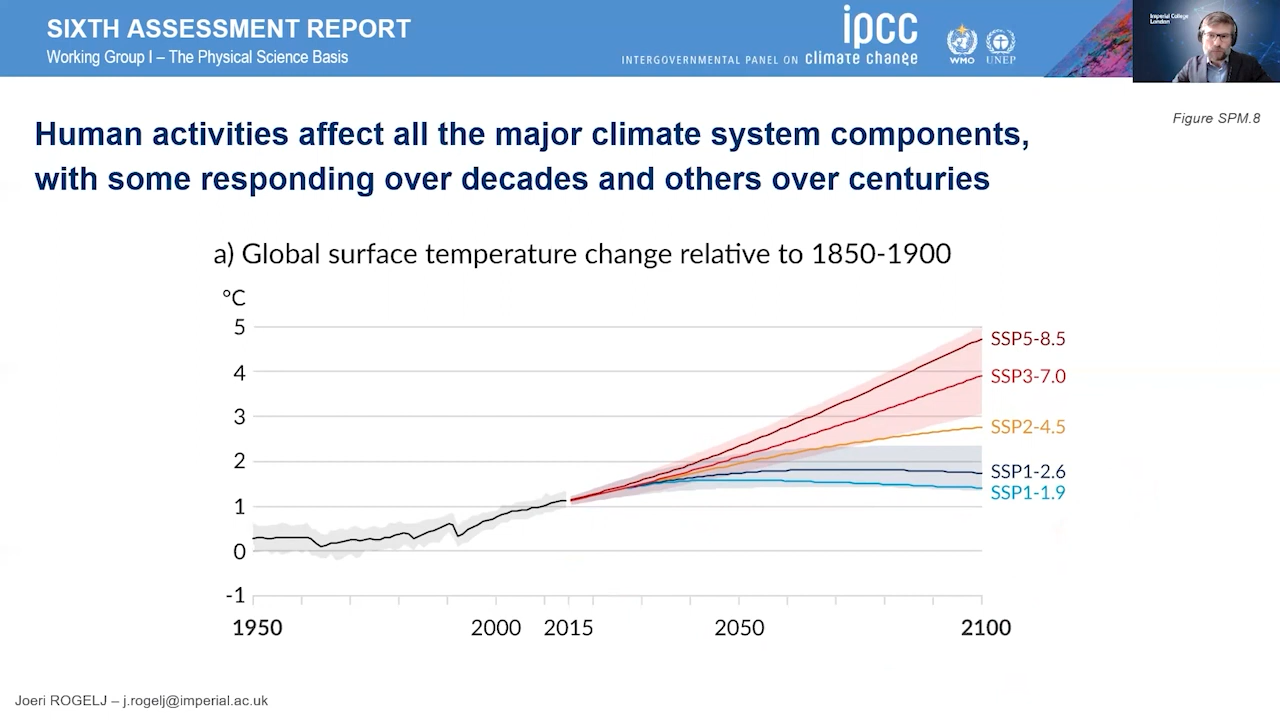 SIXTH ASSESSMENT REPORT
Working Group I – The Physical Science Basis
ipcc
INTERGOVERNMENTAL PANEL ON climate change
WMO
UNEP
Imperial College
London
Figure SPM.8
Human activities affect all the major climate system components,
with some responding over decades and others over centuries
a) Global surface temperature change relative to 1850-1900
°C
5
4
3
2
1
0
-1
SSP5-8.5
SSP3-7.0
SSP2-4.5
SSP1-2.6
SSP1-1.9
1950 2000 2015 2050 2100
Joeri ROGELJ – j.rogelj@imperial.ac.uk